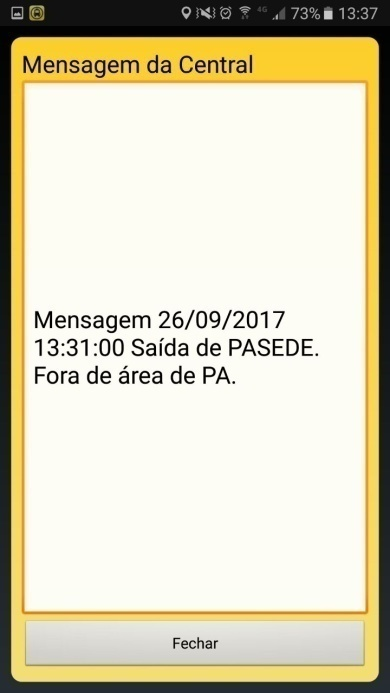 4G 73% 13:37
Mensagem da Central
Mensagem 26/09/2017
13:31:00 Saída de PASEDE.
Fora de área de PA.
Fechar